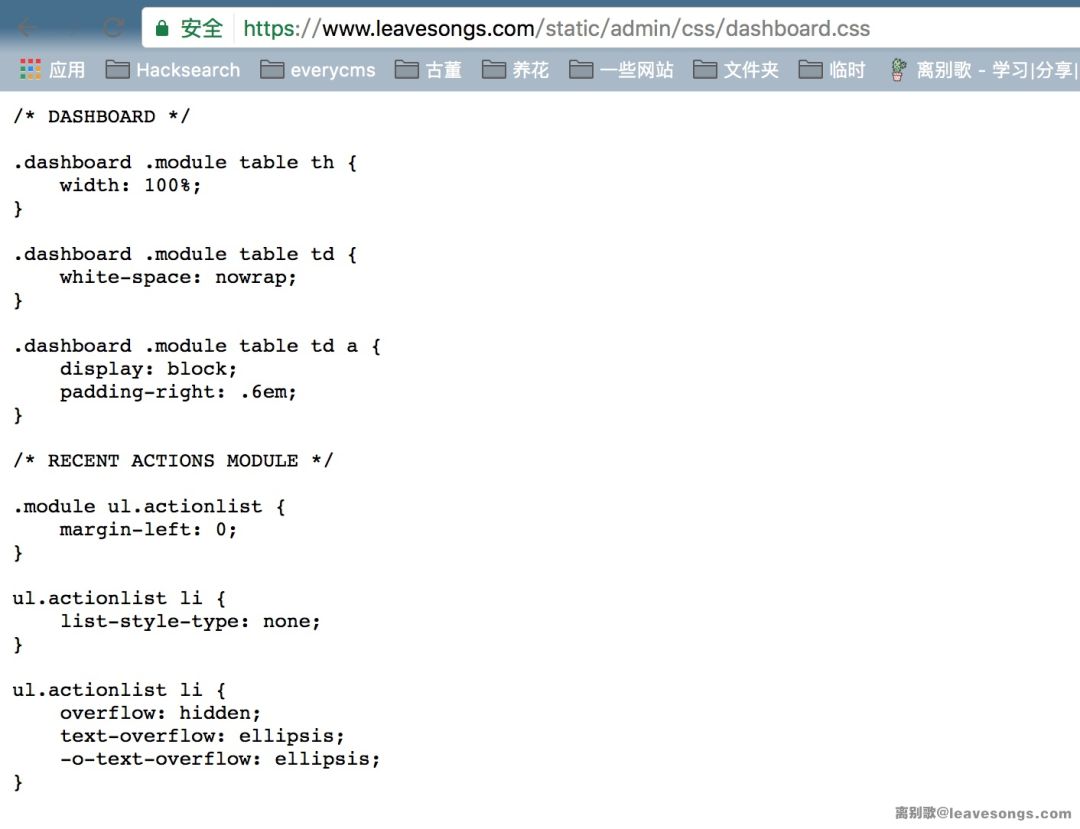 安全 https://www.leavesongs.com/static/admin/css/dashboard.css
应用 Hacksearch everycms 古董 养花 一些网站 文件夹 临时 离别歌 - 学习|分享|
/* DASHBOARD */
.dashboard .module table th {
    width: 100%;
}
.dashboard .module table td {
    white-space: nowrap;
}
.dashboard .module table td a {
    display: block;
    padding-right: .6em;
}
/* RECENT ACTIONS MODULE */
.module ul.actionlist {
    margin-left: 0;
}
ul.actionlist li {
    list-style-type: none;
}
ul.actionlist li {
    overflow: hidden;
    text-overflow: ellipsis;
    -o-text-overflow: ellipsis;
}
离别歌@leavesongs.com